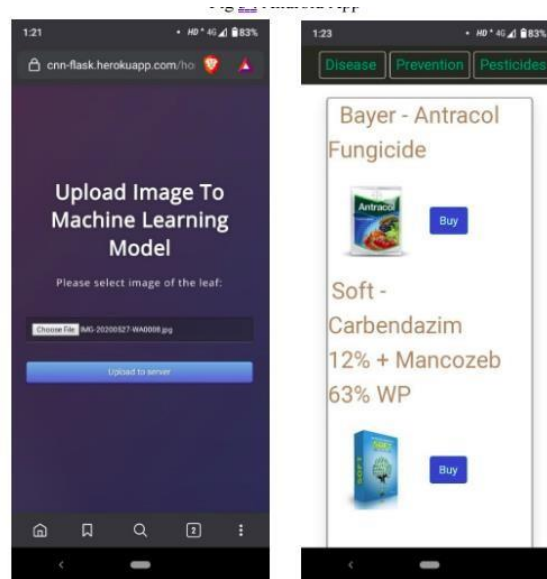 1:21
HD 4G 83%
cnn-flask.herokuapp.com/ho
Upload Image To
Machine Learning
Model
Please select image of the leaf:
Choose File IMG-20200527-WA0008.jpg
Upload to server
2
1:23
HD 4G 83%
Disease Prevention Pesticides
Bayer - Antracol
Fungicide
Antracol
Buy
Soft -
Carbendazim
12% + Mancozeb
63% WP
SOFT
Buy